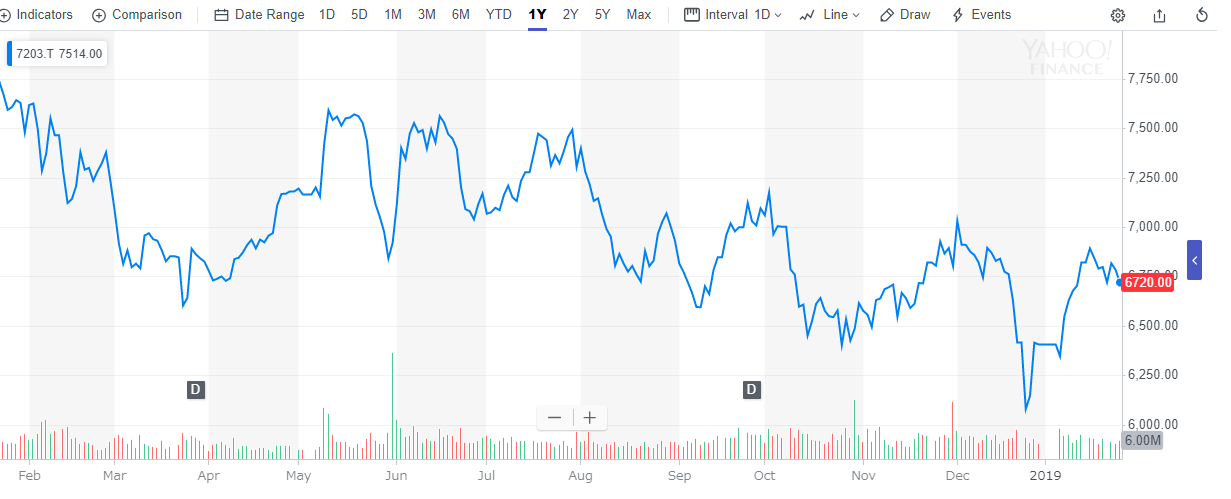 Indicators Comparison Date Range 1D 5D 1M 3M 6M YTD 1Y 2Y 5Y Max Interval 1D Line Draw Events
7203.T 7514.00
YAHOO!
FINANCE
7,750.00
7,500.00
7,250.00
7,000.00
6,750.00
6720.00
6,500.00
6,250.00
D D
6,000.00
6.00M
Feb Mar Apr May Jun Jul Aug Sep Oct Nov Dec 2019